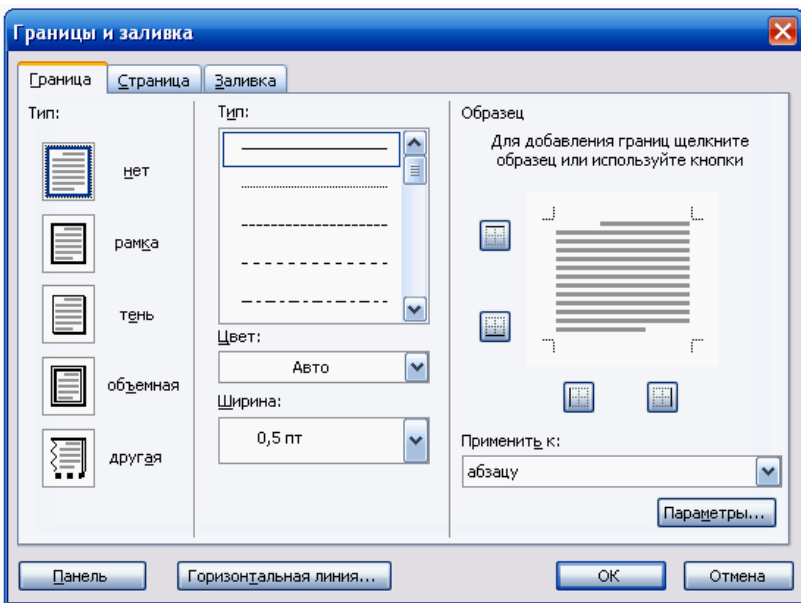 Границы и заливка
Граница
Страница
Заливка
Тип:
нет
рамка
тень
объемная
другая
Тип:
Цвет:
Авто
Ширина:
0,5 пт
Образец
Для добавления границ щелкните
образец или используйте кнопки
Применить к:
абзацу
Параметры...
Панель
Горизонтальная линия...
ОК
Отмена